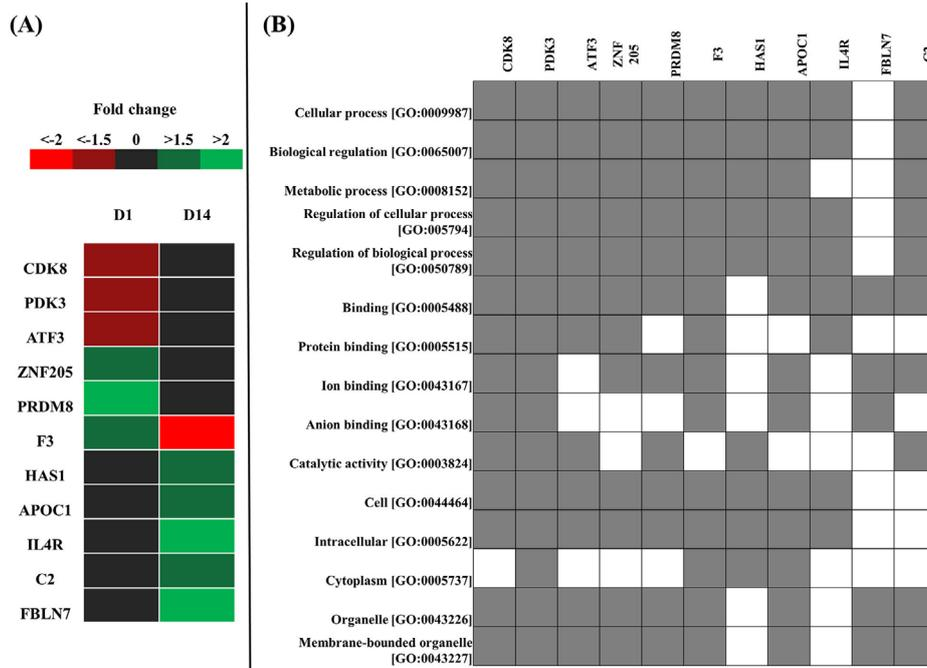 (A)
Fold change
<-2 <-1.5 0 >1.5 >2
D1 D14
CDK8
PDK3
ATF3
ZNF205
PRDM8
F3
HAS1
APOC1
IL4R
C2
FBLN7
(B)
CDK8
PDK3
ATF3
ZNF
205
PRDM8
F3
HAS1
APOC1
IL4R
FBLN7
Cellular process [GO:0009987]
Biological regulation [GO:0065007]
Metabolic process [GO:0008152]
Regulation of cellular process
[GO:005794]
Regulation of biological process
[GO:0050789]
Binding [GO:0005488]
Protein binding [GO:0005515]
Ion binding [GO:0043167]
Anion binding [GO:0043168]
Catalytic activity [GO:0003824]
Cell [GO:0044464]
Intracellular [GO:0005622]
Cytoplasm [GO:0005737]
Organelle [GO:0043226]
Membrane-bounded organelle
[GO:0043227]